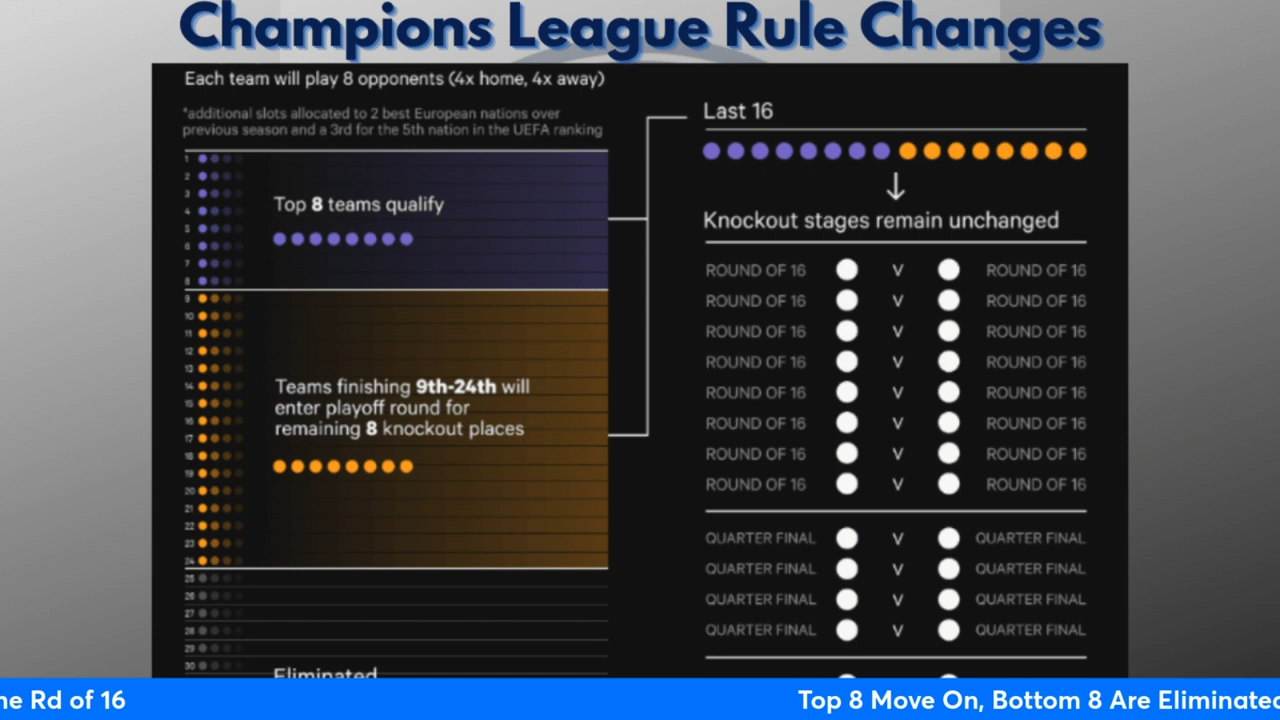 Champions League Rule Changes
Each team will play 8 opponents (4x home, 4x away)
*additional slots allocated to 2 best European nations over
previous season and a 3rd for the 5th nation in the UEFA ranking
1
2
3
4
5
6
7
8
Top 8 teams qualify
9
10
11
12
13
14
15
16
17
18
19
20
21
22
23
24
Teams finishing 9th-24th will
enter playoff round for
remaining 8 knockout places
25
26
27
28
29
30
Eliminated
Last 16
Knockout stages remain unchanged
ROUND OF 16 V ROUND OF 16
ROUND OF 16 V ROUND OF 16
ROUND OF 16 V ROUND OF 16
ROUND OF 16 V ROUND OF 16
ROUND OF 16 V ROUND OF 16
ROUND OF 16 V ROUND OF 16
ROUND OF 16 V ROUND OF 16
ROUND OF 16 V ROUND OF 16
QUARTER FINAL V QUARTER FINAL
QUARTER FINAL V QUARTER FINAL
QUARTER FINAL V QUARTER FINAL
QUARTER FINAL V QUARTER FINAL
he Rd of 16 Top 8 Move On, Bottom 8 Are Eliminated